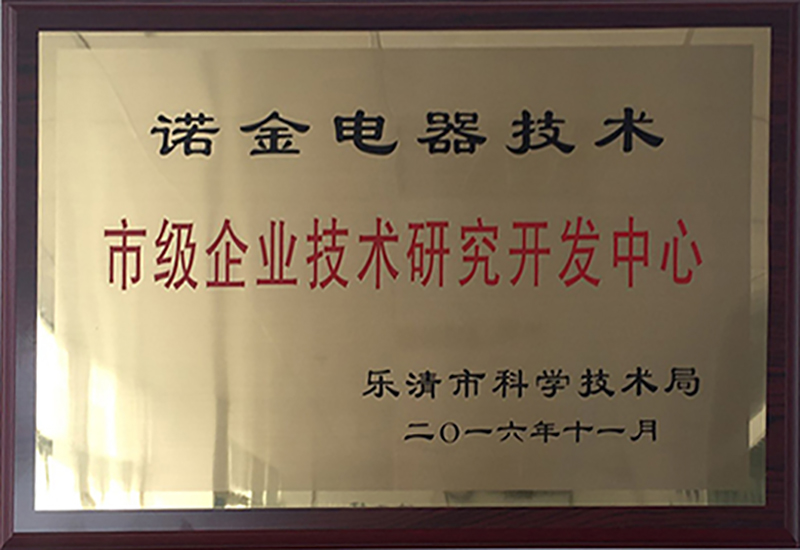 诺金电器技术
市级企业技术研究开发中心
乐清市科学技术局
二〇一六年十一月